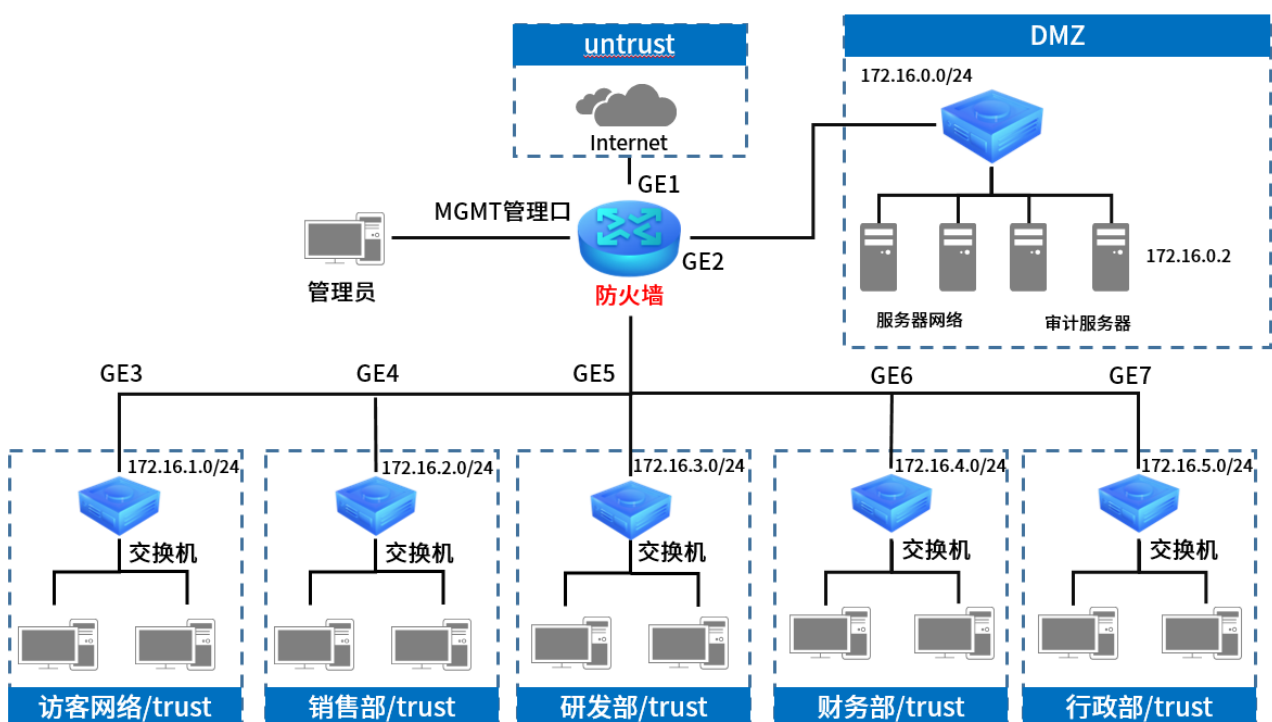 untrust
DMZ
172.16.0.0/24
Internet
GE1
MGMT管理口
GE2
172.16.0.2
管理员
防火墙
服务器网络
审计服务器
GE3
GE4
GE5
GE6
GE7
172.16.1.0/24
172.16.2.0/24
172.16.3.0/24
172.16.4.0/24
172.16.5.0/24
交换机
交换机
交换机
交换机
交换机
访客网络/trust
销售部/trust
研发部/trust
财务部/trust
行政部/trust